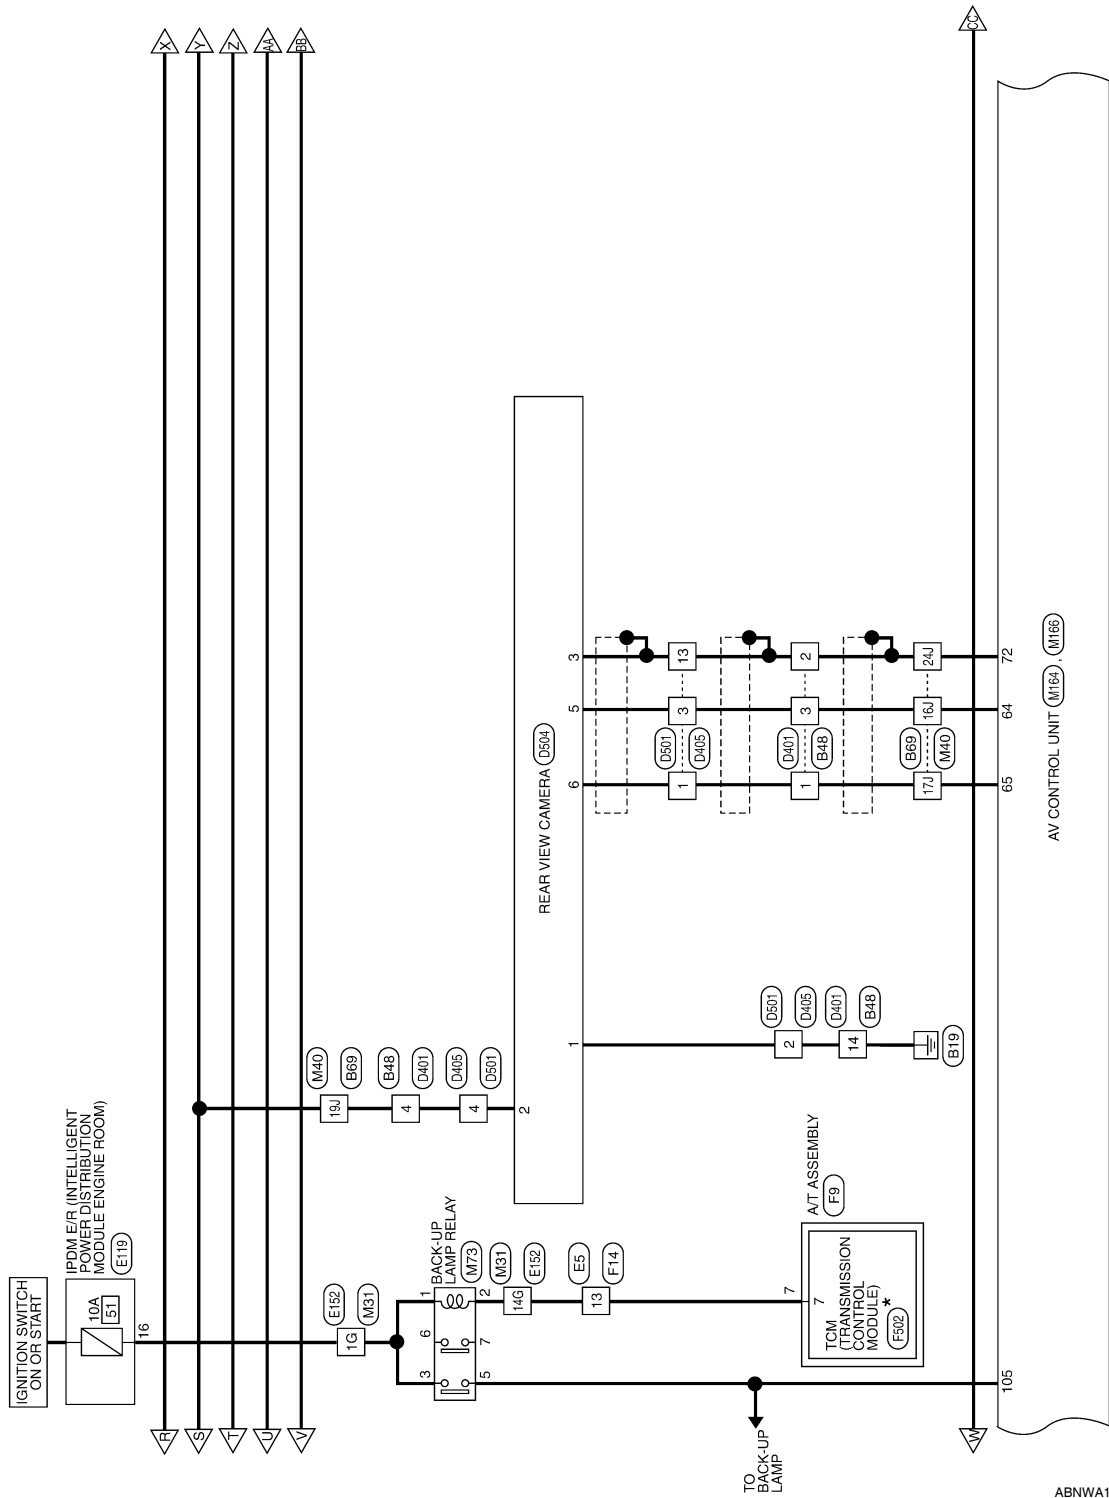 IGNITION SWITCH
ON OR START
IPDM E/R (INTELLIGENT
POWER DISTRIBUTION
MODULE ENGINE ROOM)
E119
10A
51
16
R
S
T
U
V
X
Y
Z
AA
BB
E152
M31
1G
BACK-UP
LAMP RELAY
M73
3
6
1
5
7
2
M31
E152
14G
E5
F14
13
A/T ASSEMBLY
F9
7
7
TCM
(TRANSMISSION
CONTROL
MODULE)
*
F502
TO
BACK-UP
LAMP
M40
B69
19J
B48
D401
4
D405
D501
4
2
REAR VIEW CAMERA
D504
1
6
5
3
D501
D405
2
D401
B48
14
B19
D501
D405
1
3
13
D401
B48
1
3
2
B69
M40
17J
16J
24J
W
CC
105
65
64
72
AV CONTROL UNIT
M164
,
M166
ABNWA1